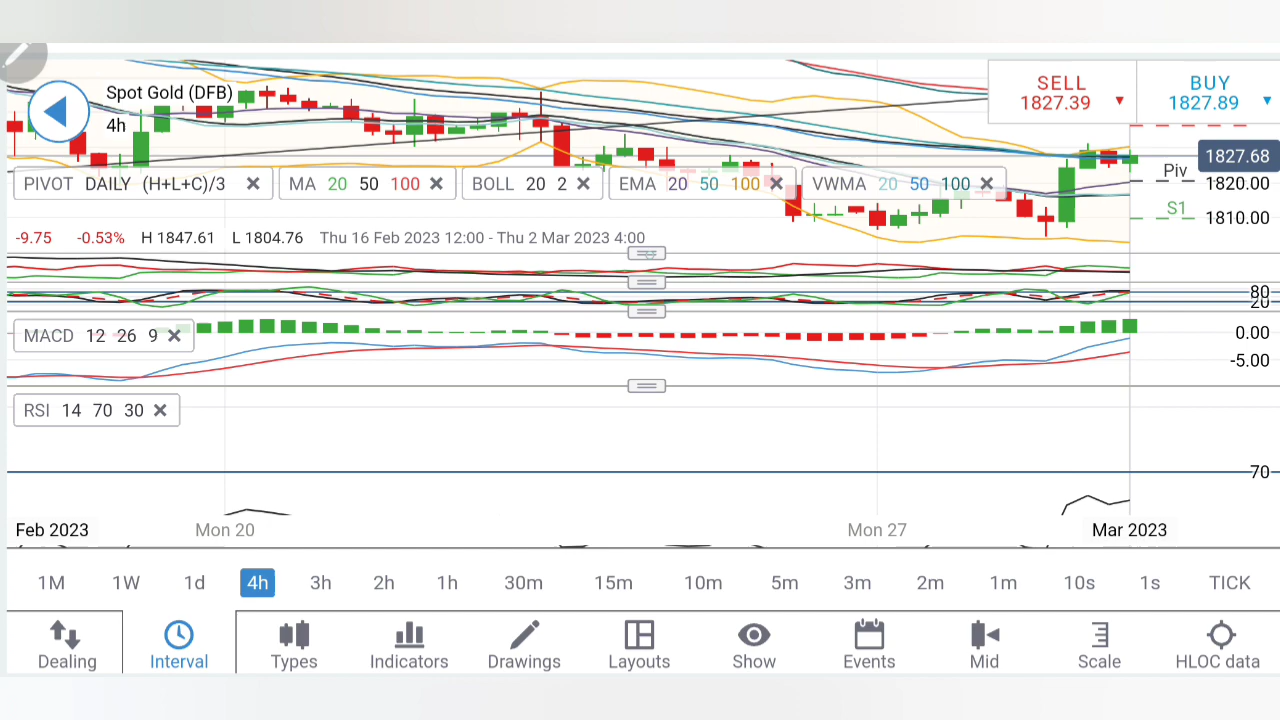 Spot Gold (DFB)
4h
SELL
1827.39
BUY
1827.89
1827.68
Piv
1820.00
S1
1810.00
PIVOT DAILY (H+L+C)/3
MA 20 50 100
BOLL 20 2
EMA 20 50 100
VWMA 20 50 100
-9.75 -0.53% H 1847.61 L 1804.76 Thu 16 Feb 2023 12:00 - Thu 2 Mar 2023 4:00
80
20
MACD 12 26 9
0.00
-5.00
RSI 14 70 30
70
Feb 2023 Mon 20 Mon 27 Mar 2023
1M 1W 1d 4h 3h 2h 1h 30m 15m 10m 5m 3m 2m 1m 10s 1s TICK
Dealing Interval Types Indicators Drawings Layouts Show Events Mid Scale HLOC data